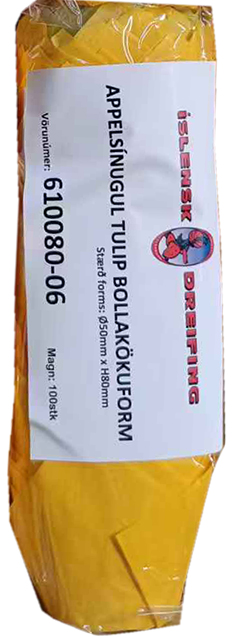 ÍSLENSK DREIFING
APPELSÍNUGUL TULIP BOLLAKÖKUFORM
Stærð forms: Ø50mm x H80mm
Vörunúmer: 610080-06 Magn: 100stk